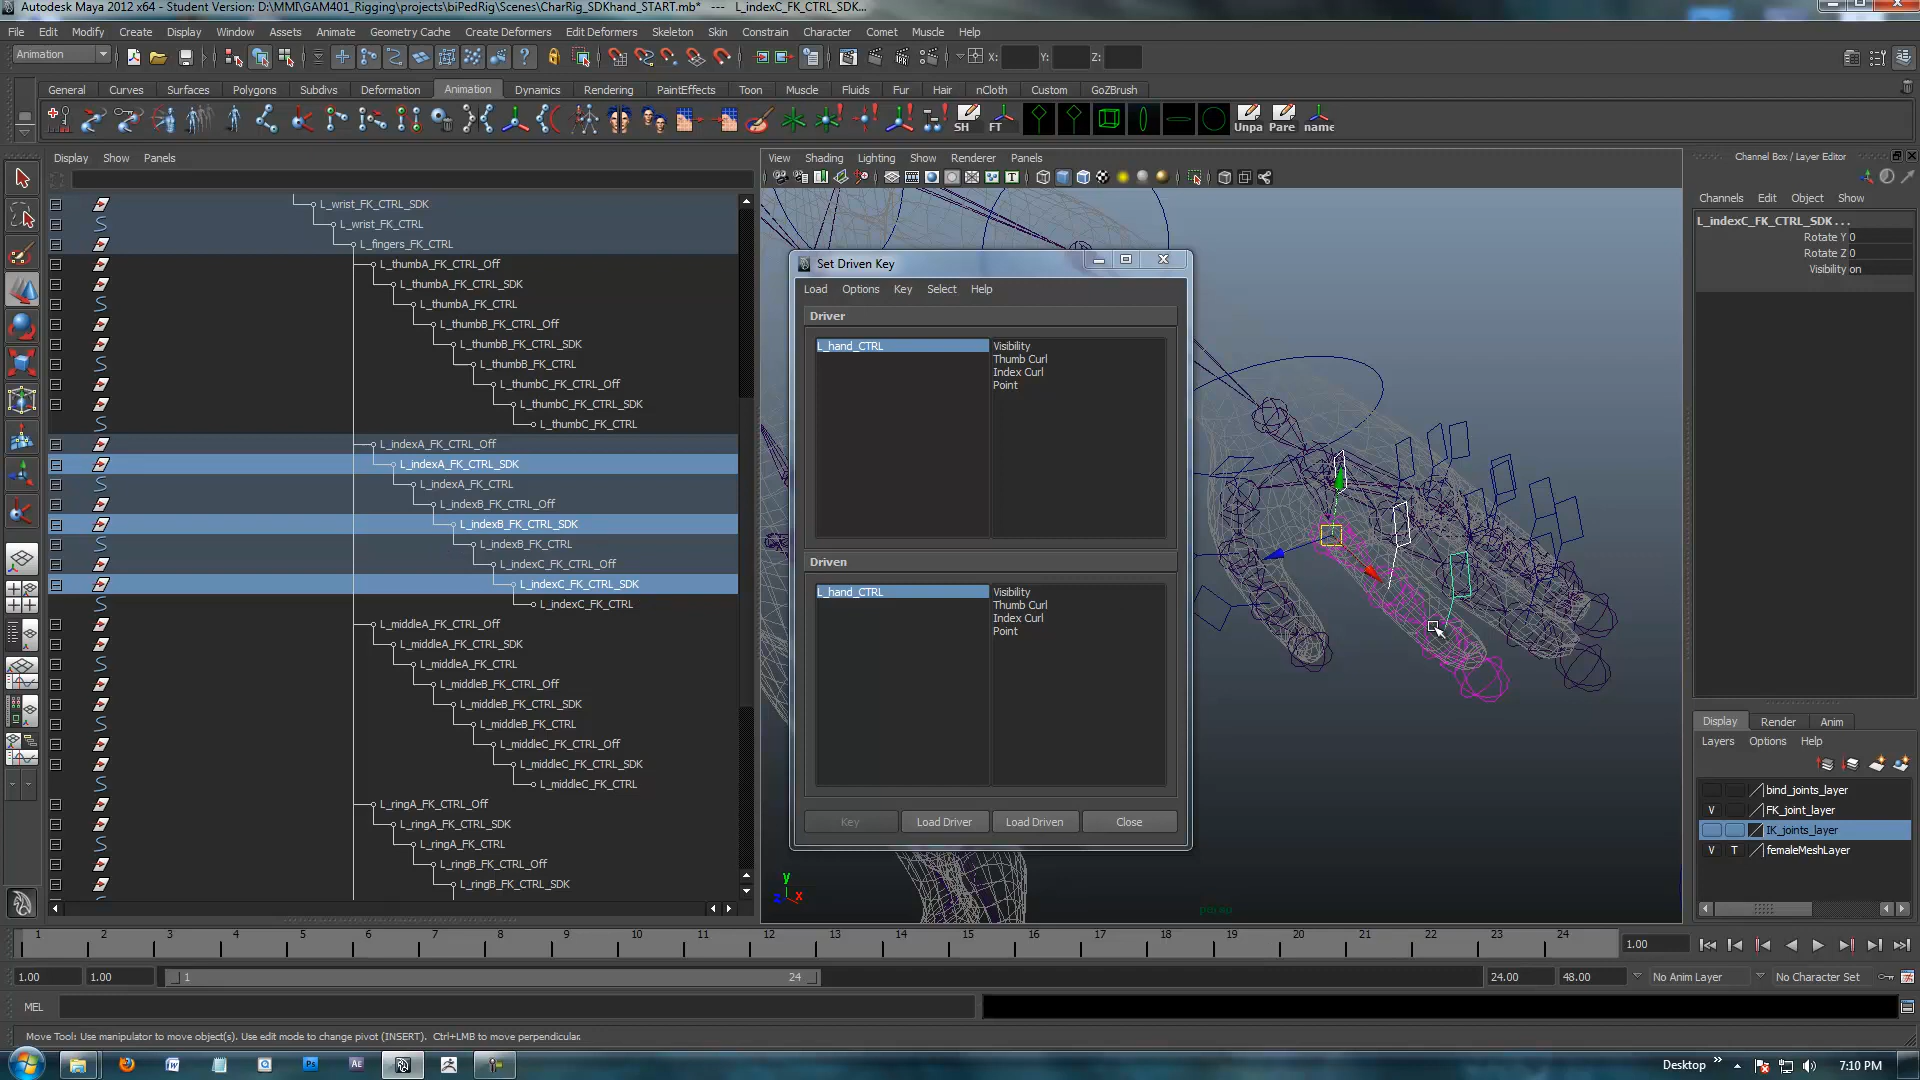 Autodesk Maya 2012 x64 - Student Version: D:\MMI\GAM401_Rigging\projects\biPedRig\Scenes\CharRig_SDKhand_START.mb* --- L_indexC_FK_CTRL_SDK...
File Edit Modify Create Display Window Assets Animate Geometry Cache Create Deformers Edit Deformers Skeleton Skin Constrain Character Comet Muscle Help
Animation X: Y: Z:
General Curves Surfaces Polygons Subdivs Deformation Animation Dynamics Rendering PaintEffects Toon Muscle Fluids Fur Hair nCloth Custom GoZBrush
SH FT Unpa Pare name
Display Show Panels
L_wrist_FK_CTRL_SDK
L_wrist_FK_CTRL
L_fingers_FK_CTRL
L_thumbA_FK_CTRL_Off
L_thumbA_FK_CTRL_SDK
L_thumbA_FK_CTRL
L_thumbB_FK_CTRL_Off
L_thumbB_FK_CTRL_SDK
L_thumbB_FK_CTRL
L_thumbC_FK_CTRL_Off
L_thumbC_FK_CTRL_SDK
L_thumbC_FK_CTRL
L_indexA_FK_CTRL_Off
L_indexA_FK_CTRL_SDK
L_indexA_FK_CTRL
L_indexB_FK_CTRL_Off
L_indexB_FK_CTRL_SDK
L_indexB_FK_CTRL
L_indexC_FK_CTRL_Off
L_indexC_FK_CTRL_SDK
L_indexC_FK_CTRL
L_middleA_FK_CTRL_Off
L_middleA_FK_CTRL_SDK
L_middleA_FK_CTRL
L_middleB_FK_CTRL_Off
L_middleB_FK_CTRL_SDK
L_middleB_FK_CTRL
L_middleC_FK_CTRL_Off
L_middleC_FK_CTRL_SDK
L_middleC_FK_CTRL
L_ringA_FK_CTRL_Off
L_ringA_FK_CTRL_SDK
L_ringA_FK_CTRL
L_ringB_FK_CTRL_Off
L_ringB_FK_CTRL_SDK
View Shading Lighting Show Renderer Panels
Set Driven Key
Load Options Key Select Help
Driver
L_hand_CTRL Visibility
Thumb Curl
Index Curl
Point
Driven
L_hand_CTRL Visibility
Thumb Curl
Index Curl
Point
Key Load Driver Load Driven Close
y
z x
Channel Box / Layer Editor
Channels Edit Object Show
L_indexC_FK_CTRL_SDK . . .
Rotate Y 0
Rotate Z 0
Visibility on
Display Render Anim
Layers Options Help
bind_joints_layer
V FK_joint_layer
IK_joints_layer
V T femaleMeshLayer
1 2 3 4 5 6 7 8 9 10 11 12 13 14 15 16 17 18 19 20 21 22 23 24 1.00
1.00 1.00 1 24 24.00 48.00 No Anim Layer No Character Set
MEL
Move Tool: Use manipulator to move object(s). Use edit mode to change pivot (INSERT). Ctrl+LMB to move perpendicular.
Ps Ae Desktop 7:10 PM